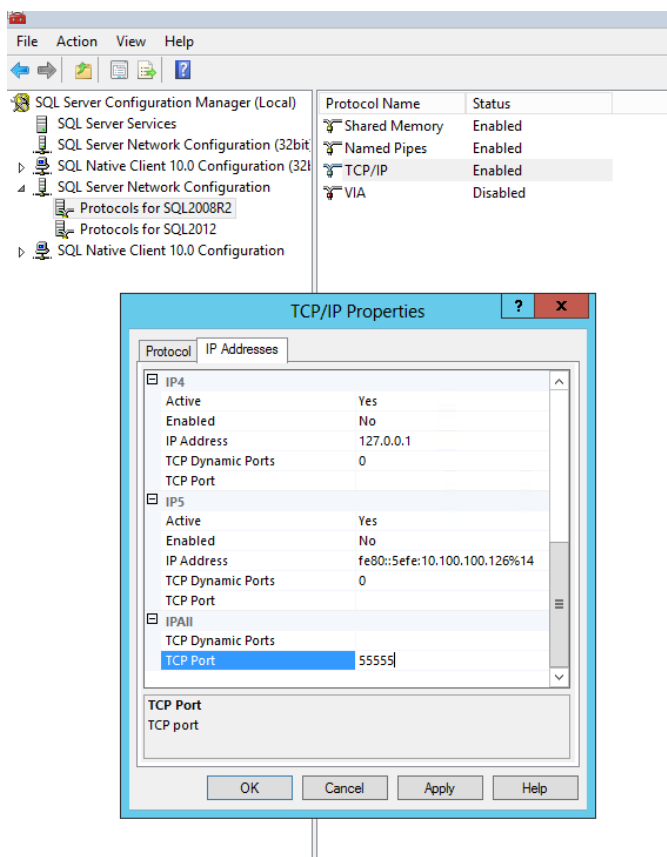 File Action View Help
SQL Server Configuration Manager (Local)
SQL Server Services
SQL Server Network Configuration (32bit
SQL Native Client 10.0 Configuration (32b
SQL Server Network Configuration
Protocols for SQL2008R2
Protocols for SQL2012
SQL Native Client 10.0 Configuration
Protocol Name Status
Shared Memory Enabled
Named Pipes Enabled
TCP/IP Enabled
VIA Disabled
TCP/IP Properties
? x
Protocol IP Addresses
IP4
Active Yes
Enabled No
IP Address 127.0.0.1
TCP Dynamic Ports 0
TCP Port
IP5
Active Yes
Enabled No
IP Address fe80::5efe:10.100.100.126%14
TCP Dynamic Ports 0
TCP Port
IPAll
TCP Dynamic Ports
TCP Port 55555
TCP Port
TCP port
OK Cancel Apply Help